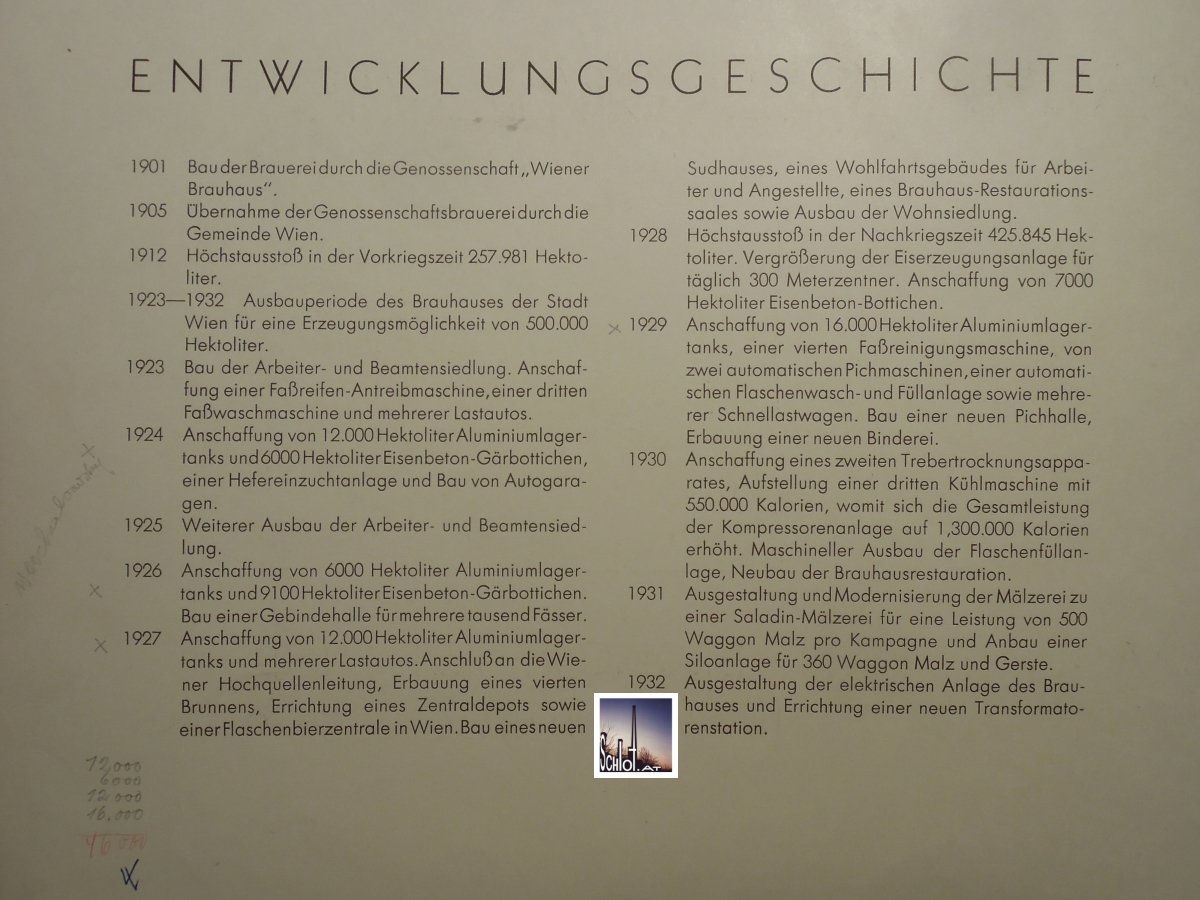 ENTWICKLUNGSGESCHICHTE
1901 Bau der Brauerei durch die Genossenschaft „Wiener
Brauhaus“.
1905 Übernahme der Genossenschaftsbrauerei durch die
Gemeinde Wien.
1912 Höchstausstoß in der Vorkriegszeit 257.981 Hekto-
liter.
1923—1932 Ausbauperiode des Brauhauses der Stadt
Wien für eine Erzeugungsmöglichkeit von 500.000
Hektoliter.
1923 Bau der Arbeiter- und Beamtensiedlung. Anschaf-
fung einer Faßreifen-Antreibmaschine, einer dritten
Faßwaschmaschine und mehrerer Lastautos.
1924 Anschaffung von 12.000 Hektoliter Aluminiumlager-
tanks und 6000 Hektoliter Eisenbeton-Gärbottichen,
einer Hefereinzuchtanlage und Bau von Autogara-
gen.
1925 Weiterer Ausbau der Arbeiter- und Beamtensied-
lung.
x 1926 Anschaffung von 6000 Hektoliter Aluminiumlager-
tanks und 9100 Hektoliter Eisenbeton-Gärbottichen.
Bau einer Gebindehalle für mehrere tausend Fässer.
x 1927 Anschaffung von 12.000 Hektoliter Aluminiumlager-
tanks und mehrerer Lastautos. Anschluß an die Wie-
ner Hochquellenleitung, Erbauung eines vierten
Brunnens, Errichtung eines Zentraldepots sowie
einer Flaschenbierzentrale in Wien. Bau eines neuen
Sudhauses, eines Wohlfahrtsgebäudes für Arbei-
ter und Angestellte, eines Brauhaus-Restaurations-
saales sowie Ausbau der Wohnsiedlung.
1928 Höchstausstoß in der Nachkriegszeit 425.845 Hek-
toliter. Vergrößerung der Eiserzeugungsanlage für
täglich 300 Meterzentner. Anschaffung von 7000
Hektoliter Eisenbeton-Bottichen.
x 1929 Anschaffung von 16.000 Hektoliter Aluminiumlager-
tanks, einer vierten Faßreinigungsmaschine, von
zwei automatischen Pichmaschinen, einer automati-
schen Flaschenwasch- und Füllanlage sowie mehre-
rer Schnellastwagen. Bau einer neuen Pichhalle,
Erbauung einer neuen Binderei.
1930 Anschaffung eines zweiten Trebertrocknungsappa-
rates, Aufstellung einer dritten Kühlmaschine mit
550.000 Kalorien, womit sich die Gesamtleistung
der Kompressorenanlage auf 1,300.000 Kalorien
erhöht. Maschineller Ausbau der Flaschenfüllan-
lage, Neubau der Brauhausrestauration.
1931 Ausgestaltung und Modernisierung der Mälzerei zu
einer Saladin-Mälzerei für eine Leistung von 500
Waggon Malz pro Kampagne und Anbau einer
Siloanlage für 360 Waggon Malz und Gerste.
1932 Ausgestaltung der elektrischen Anlage des Brau-
hauses und Errichtung einer neuen Transformato-
renstation.
SCHlOT.AT
12,000
6000
12.000
16.000
46000